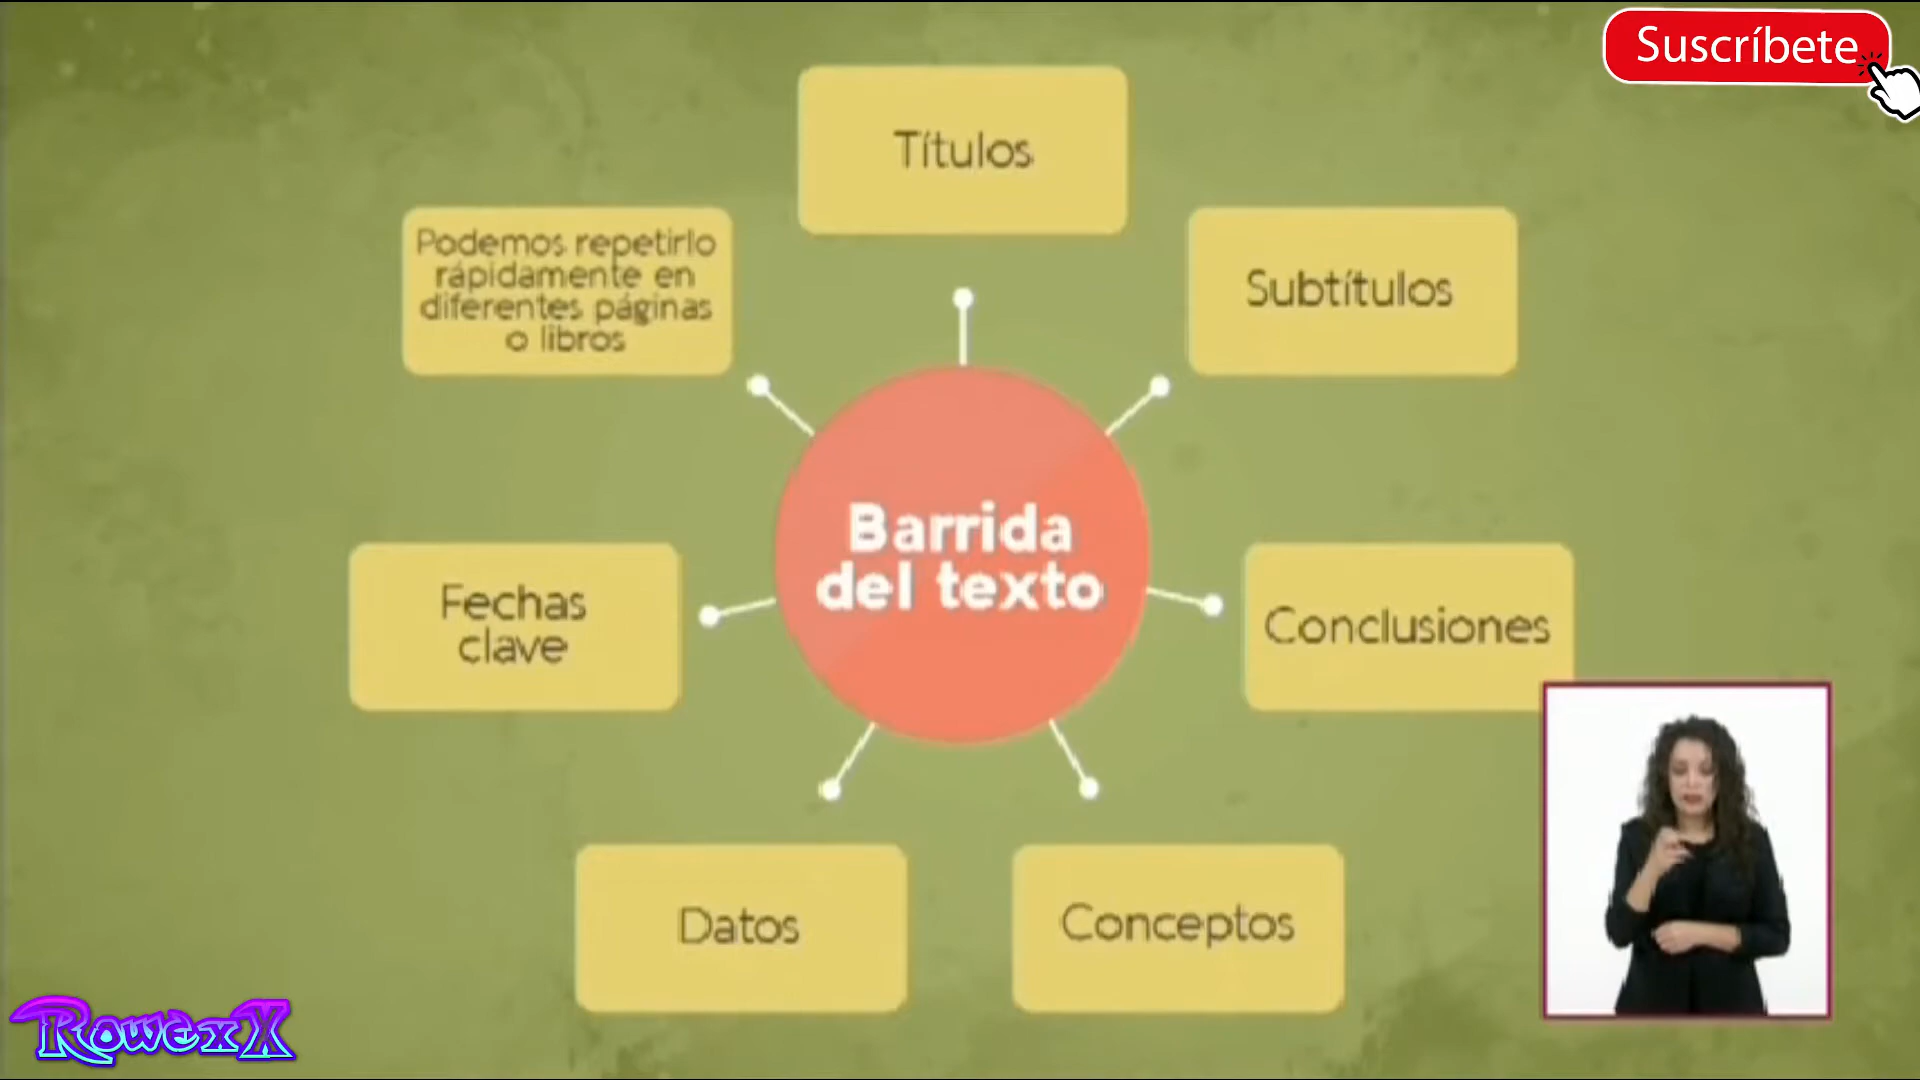 Suscríbete
Títulos
Podemos repetirlo
rápidamente en
diferentes páginas
o libros
Subtítulos
Barrida
del texto
Fechas
clave
Conclusiones
Datos
Conceptos
RowexX